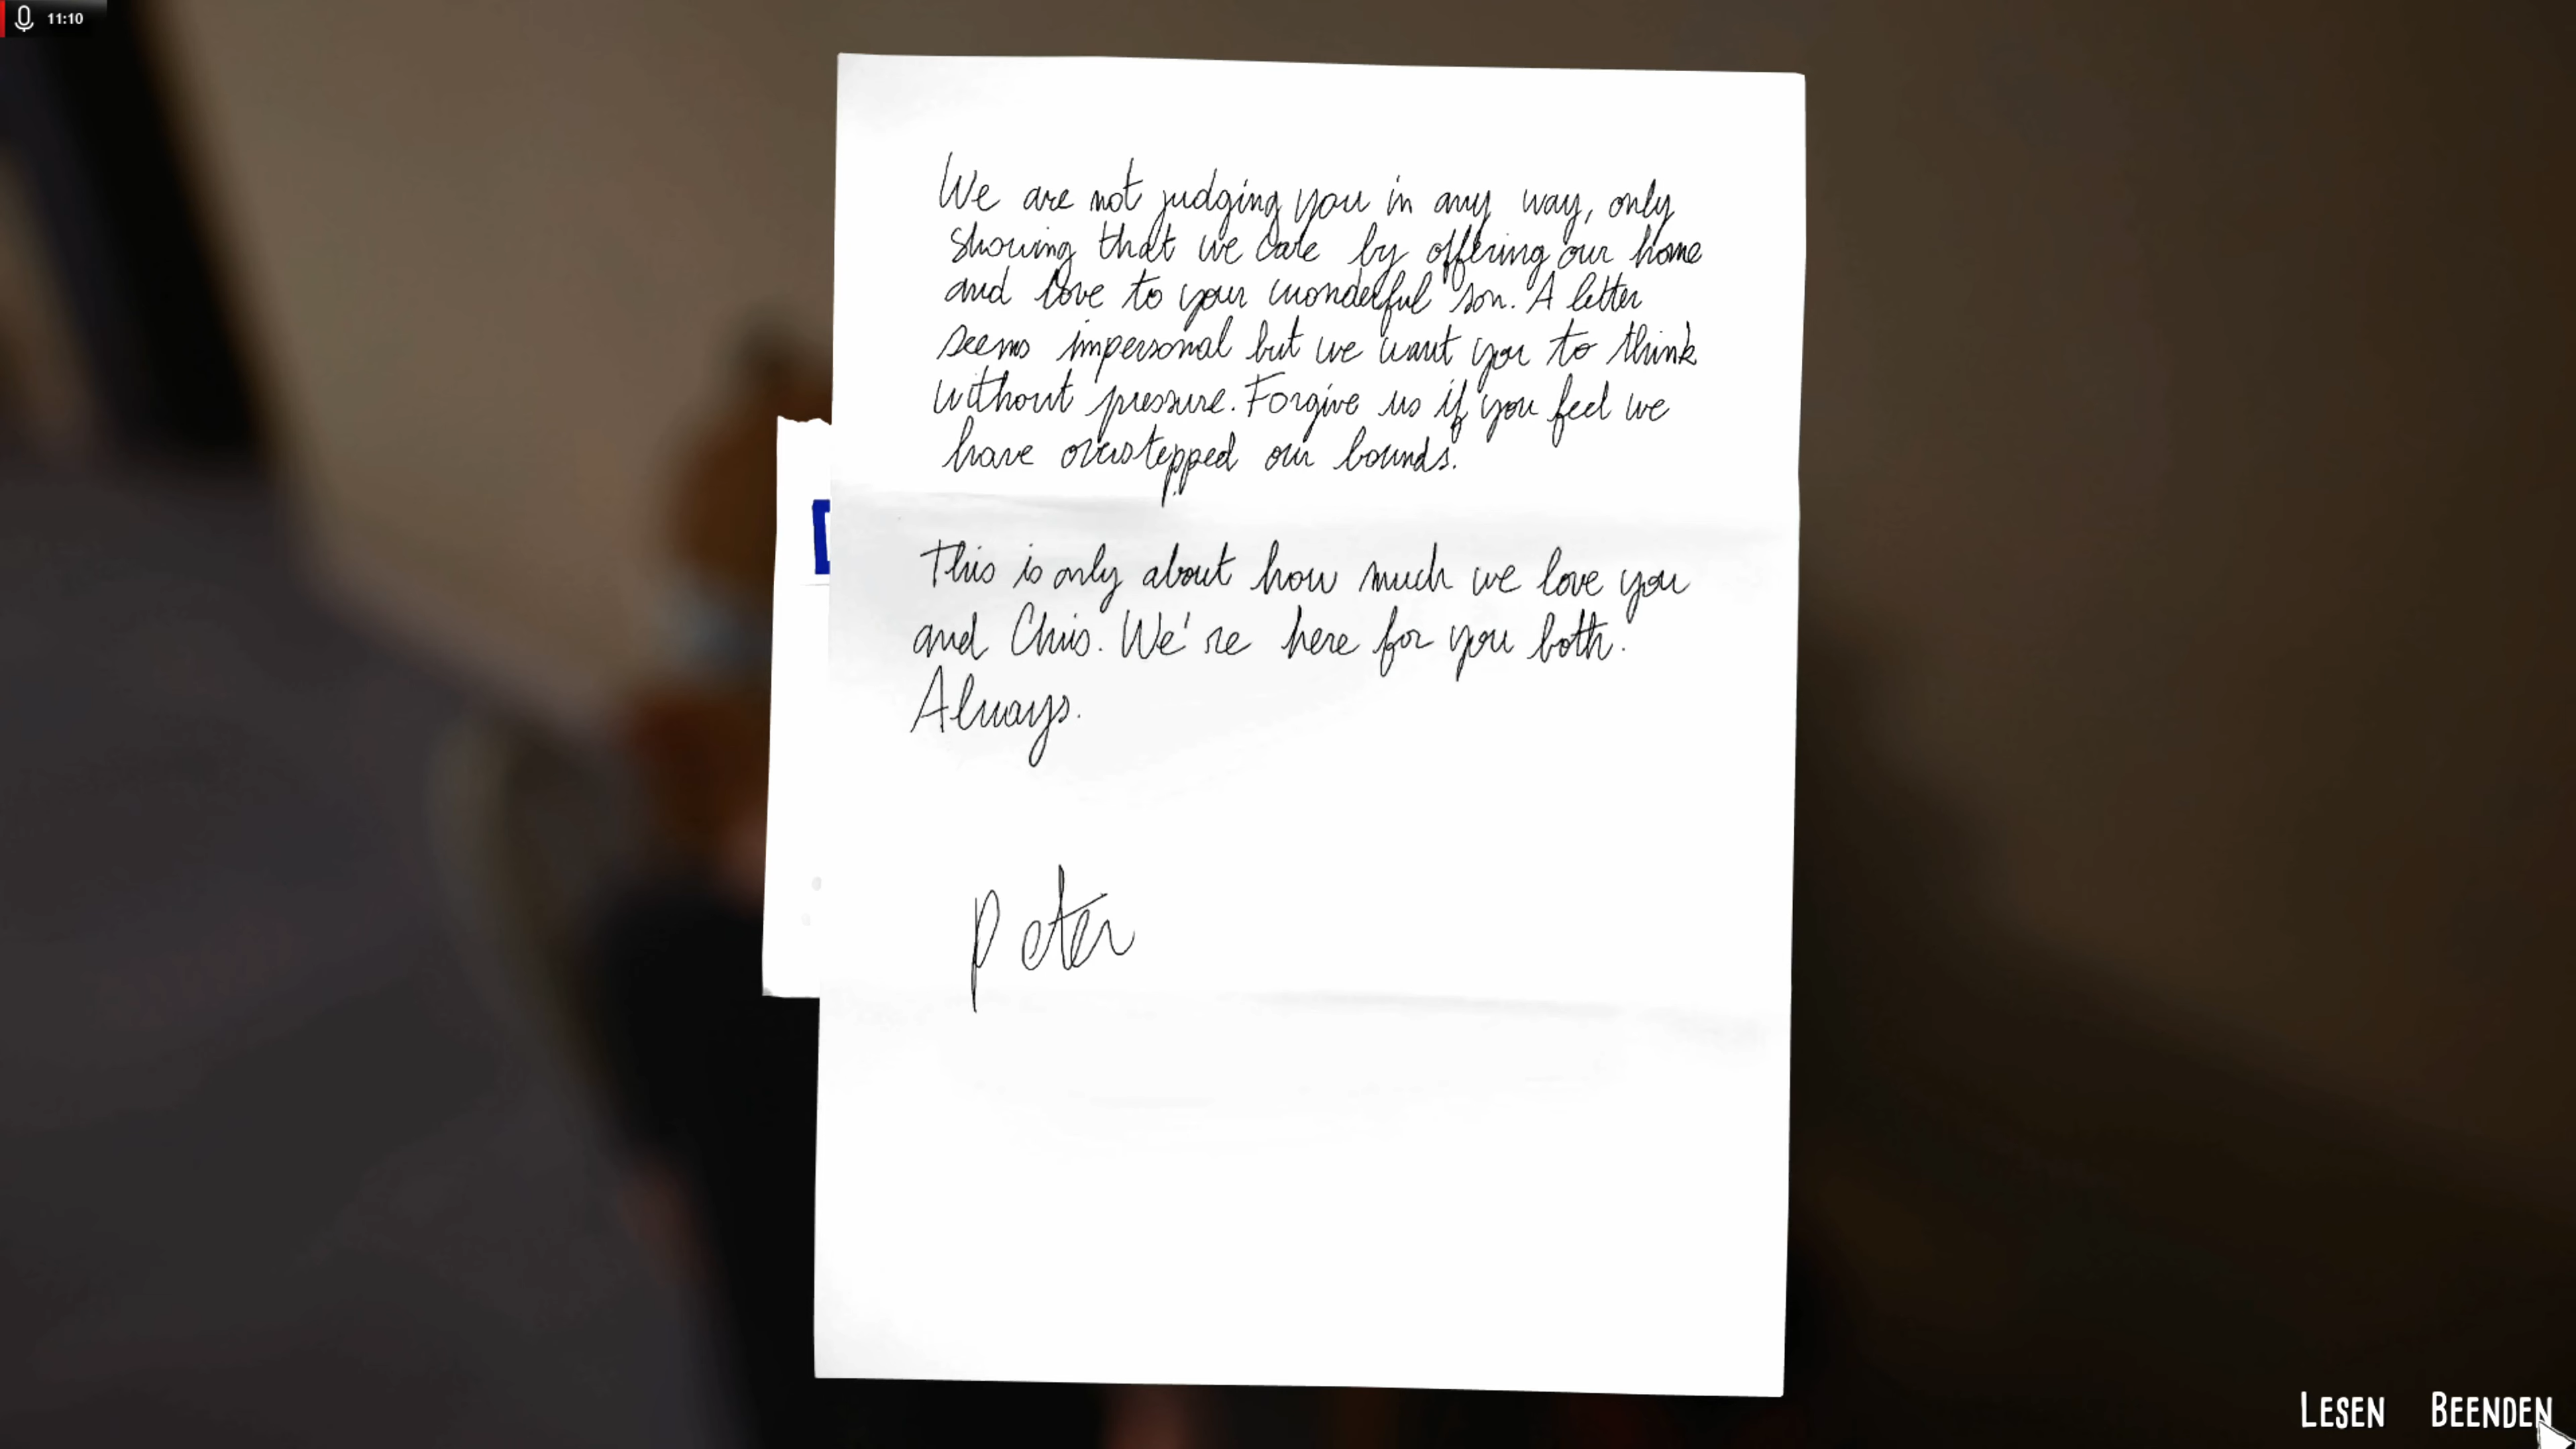 11:10
We are not judging you in any way, only
showing that we care by offering our home
and love to your wonderful son. A letter
seems impersonal but we want you to think
without pressure. Forgive us if you feel we
have overstepped our bounds.
This is only about how much we love you
and Chris. We're here for you both.
Always.
Peter
LESEN BEENDEN